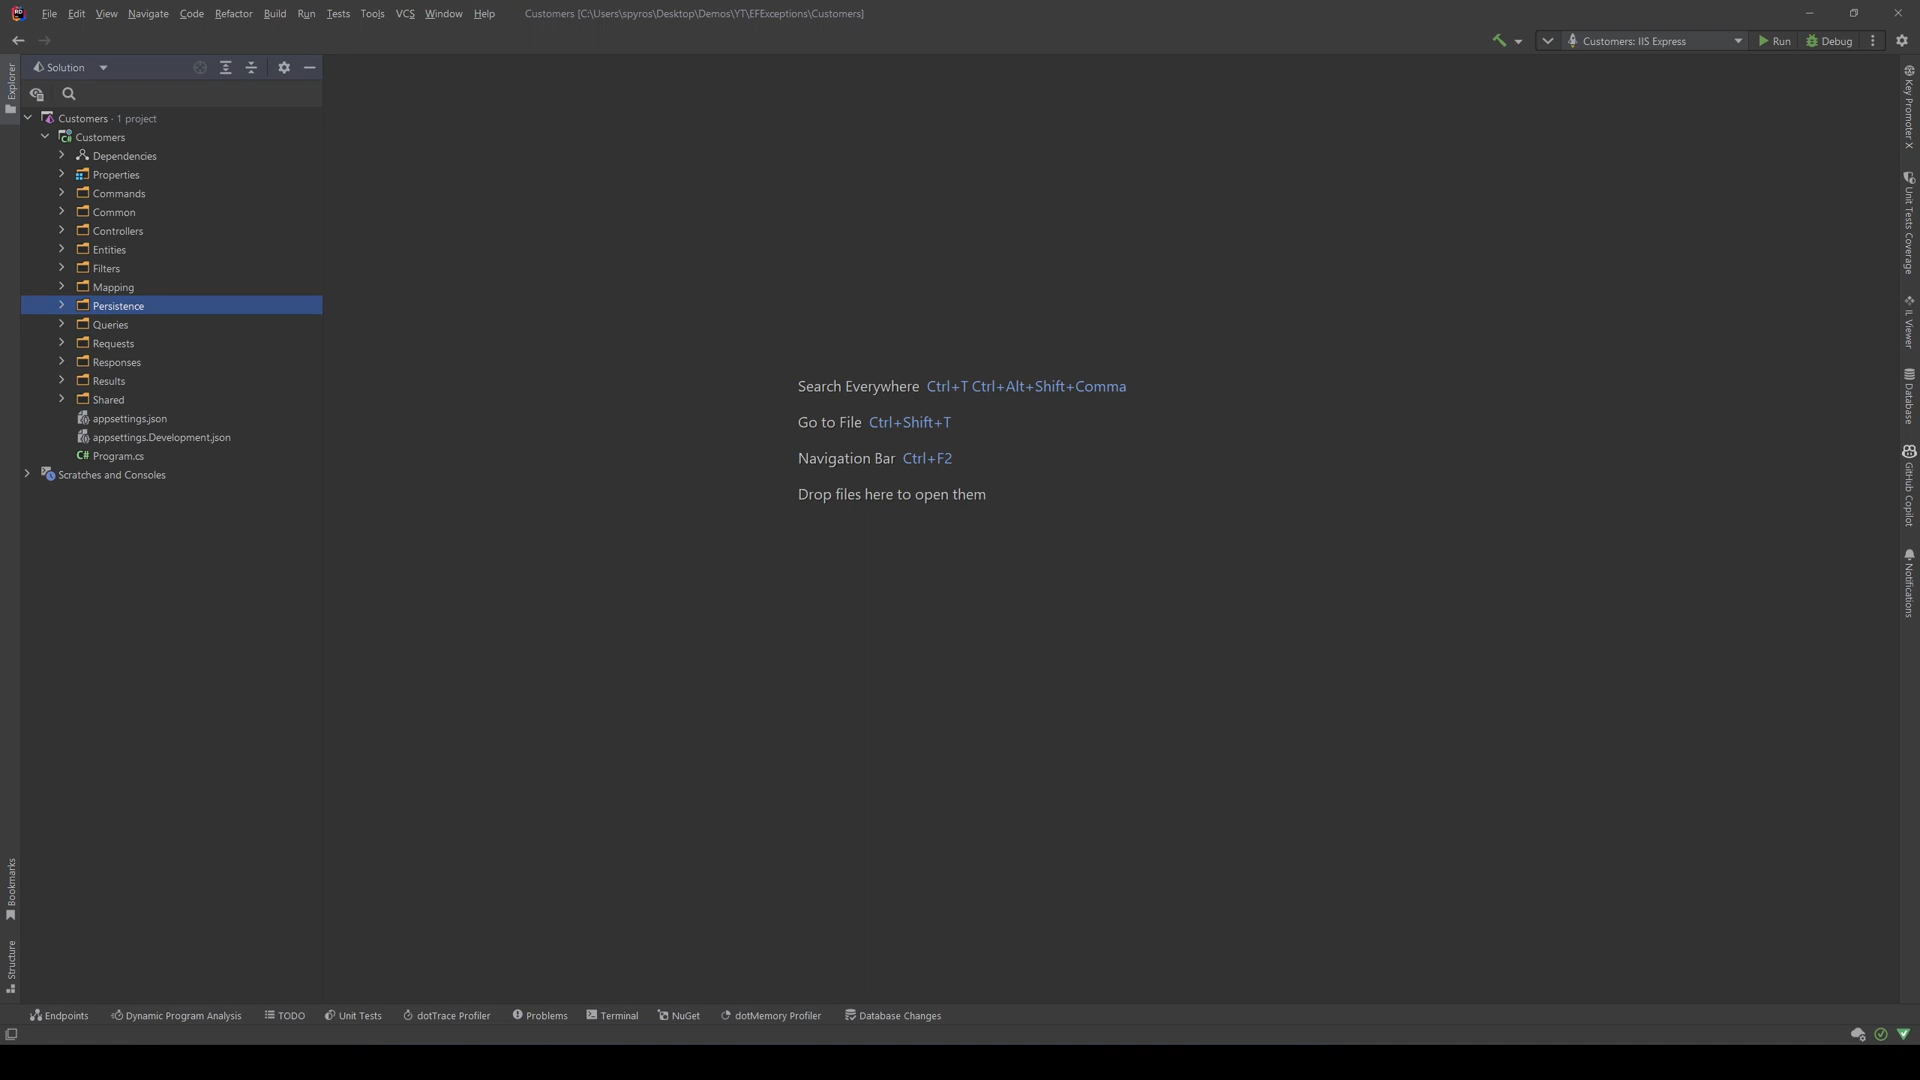 File Edit View Navigate Code Refactor Build Run Tests Tools VCS Window Help Customers [C:\Users\spyros\Desktop\Demos\YT\EFExceptions\Customers]
Customers: IIS Express Run Debug
Solution
Customers · 1 project
Customers
Dependencies
Properties
Commands
Common
Controllers
Entities
Filters
Mapping
Persistence
Queries
Requests
Responses
Results
Shared
appsettings.json
appsettings.Development.json
C# Program.cs
Scratches and Consoles
Explorer
Bookmarks
Structure
Search Everywhere Ctrl+T Ctrl+Alt+Shift+Comma
Go to File Ctrl+Shift+T
Navigation Bar Ctrl+F2
Drop files here to open them
Key Promoter X
Unit Tests Coverage
IL Viewer
Database
GitHub Copilot
Notifications
Endpoints Dynamic Program Analysis TODO Unit Tests dotTrace Profiler Problems Terminal NuGet dotMemory Profiler Database Changes